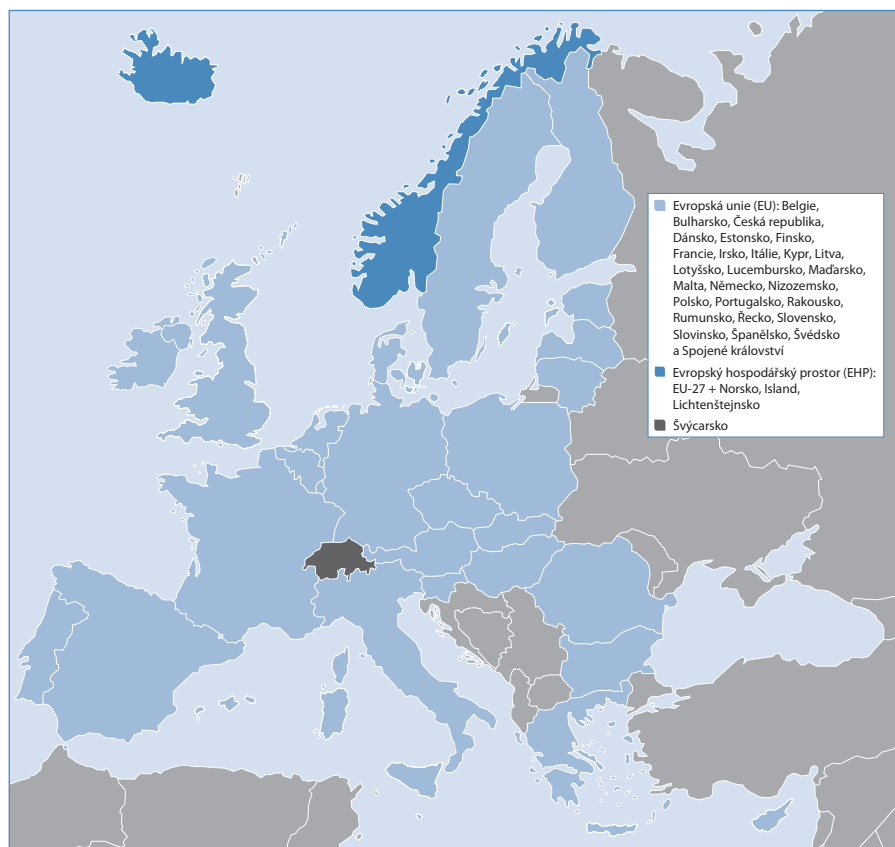 Evropská unie (EU): Belgie,
Bulharsko, Česká republika,
Dánsko, Estonsko, Finsko,
Francie, Irsko, Itálie, Kypr, Litva,
Lotyšsko, Lucembursko, Maďarsko,
Malta, Německo, Nizozemsko,
Polsko, Portugalsko, Rakousko,
Rumunsko, Řecko, Slovensko,
Slovinsko, Španělsko, Švédsko
a Spojené království
Evropský hospodářský prostor (EHP):
EU-27 + Norsko, Island,
Lichtenštejnsko
Švýcarsko